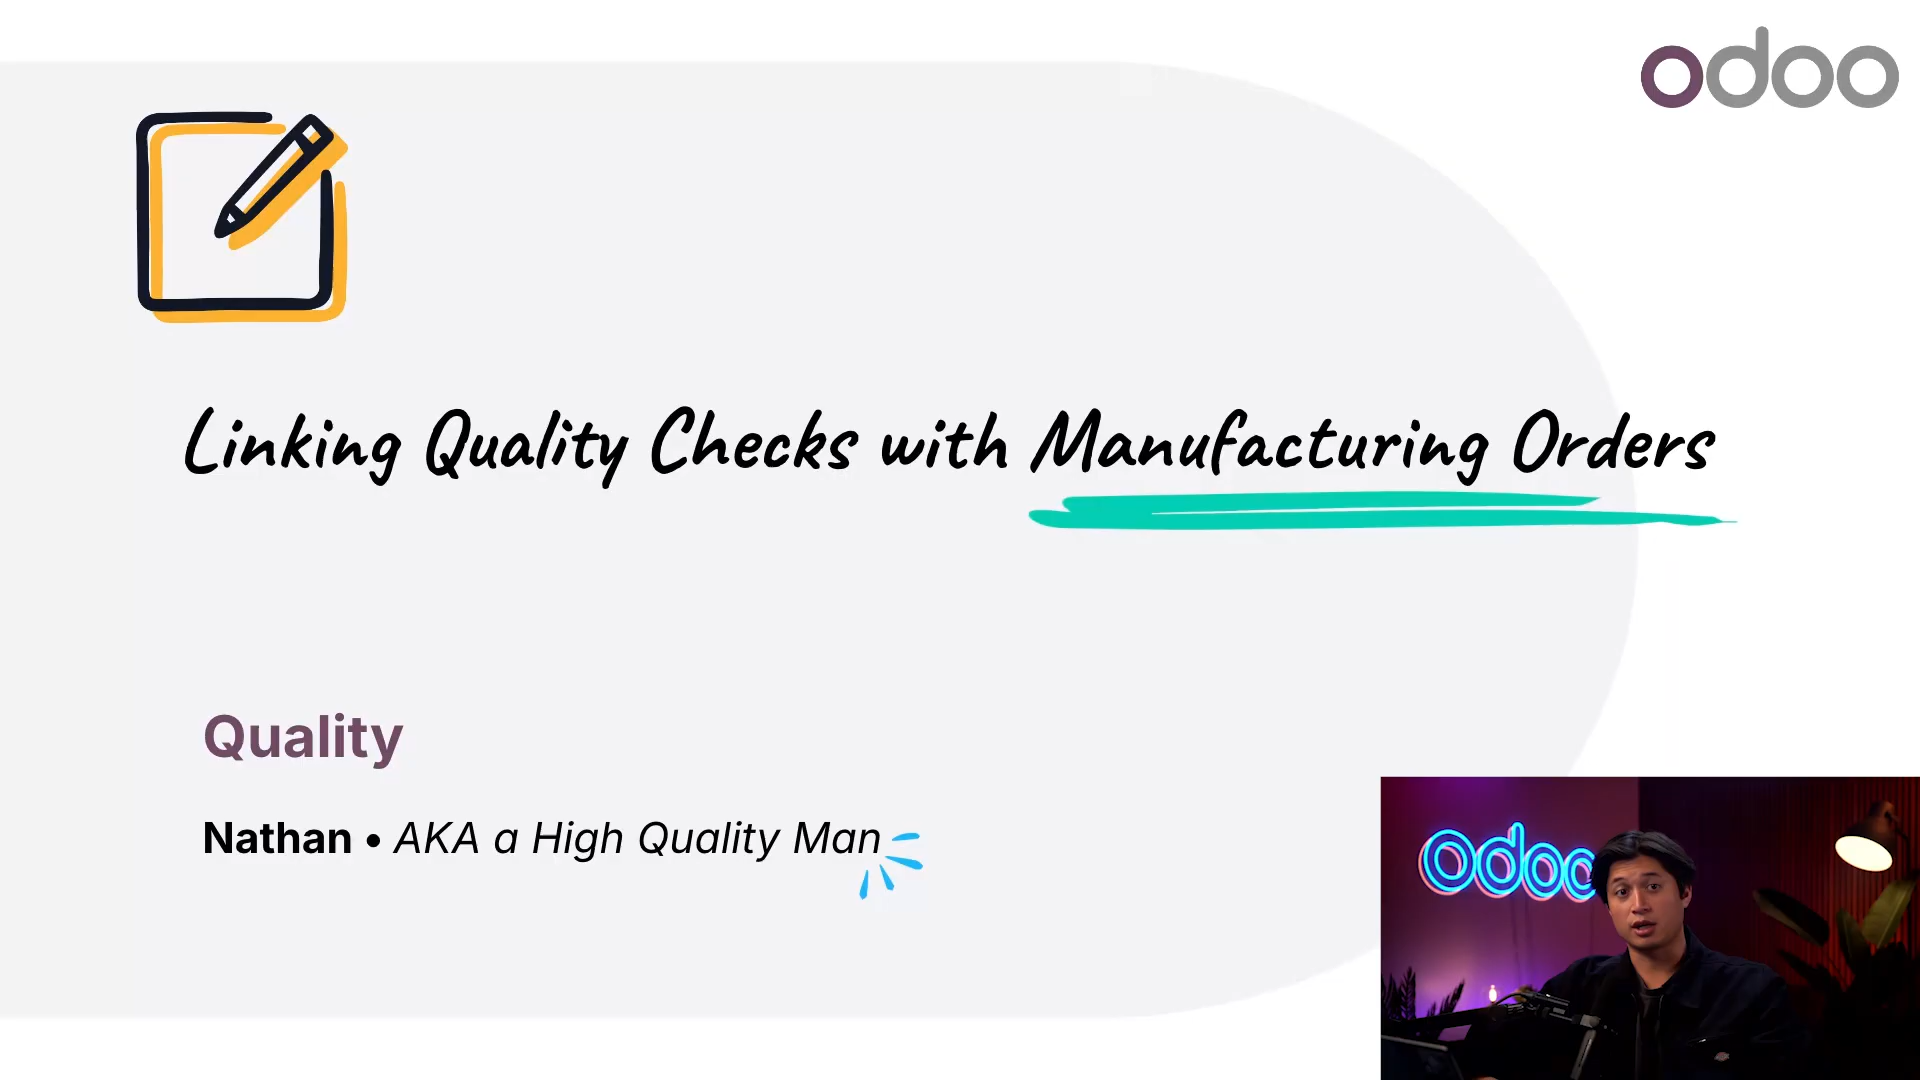 odoo
Linking Quality Checks with Manufacturing Orders
Quality
Nathan • AKA a High Quality Man
odoo